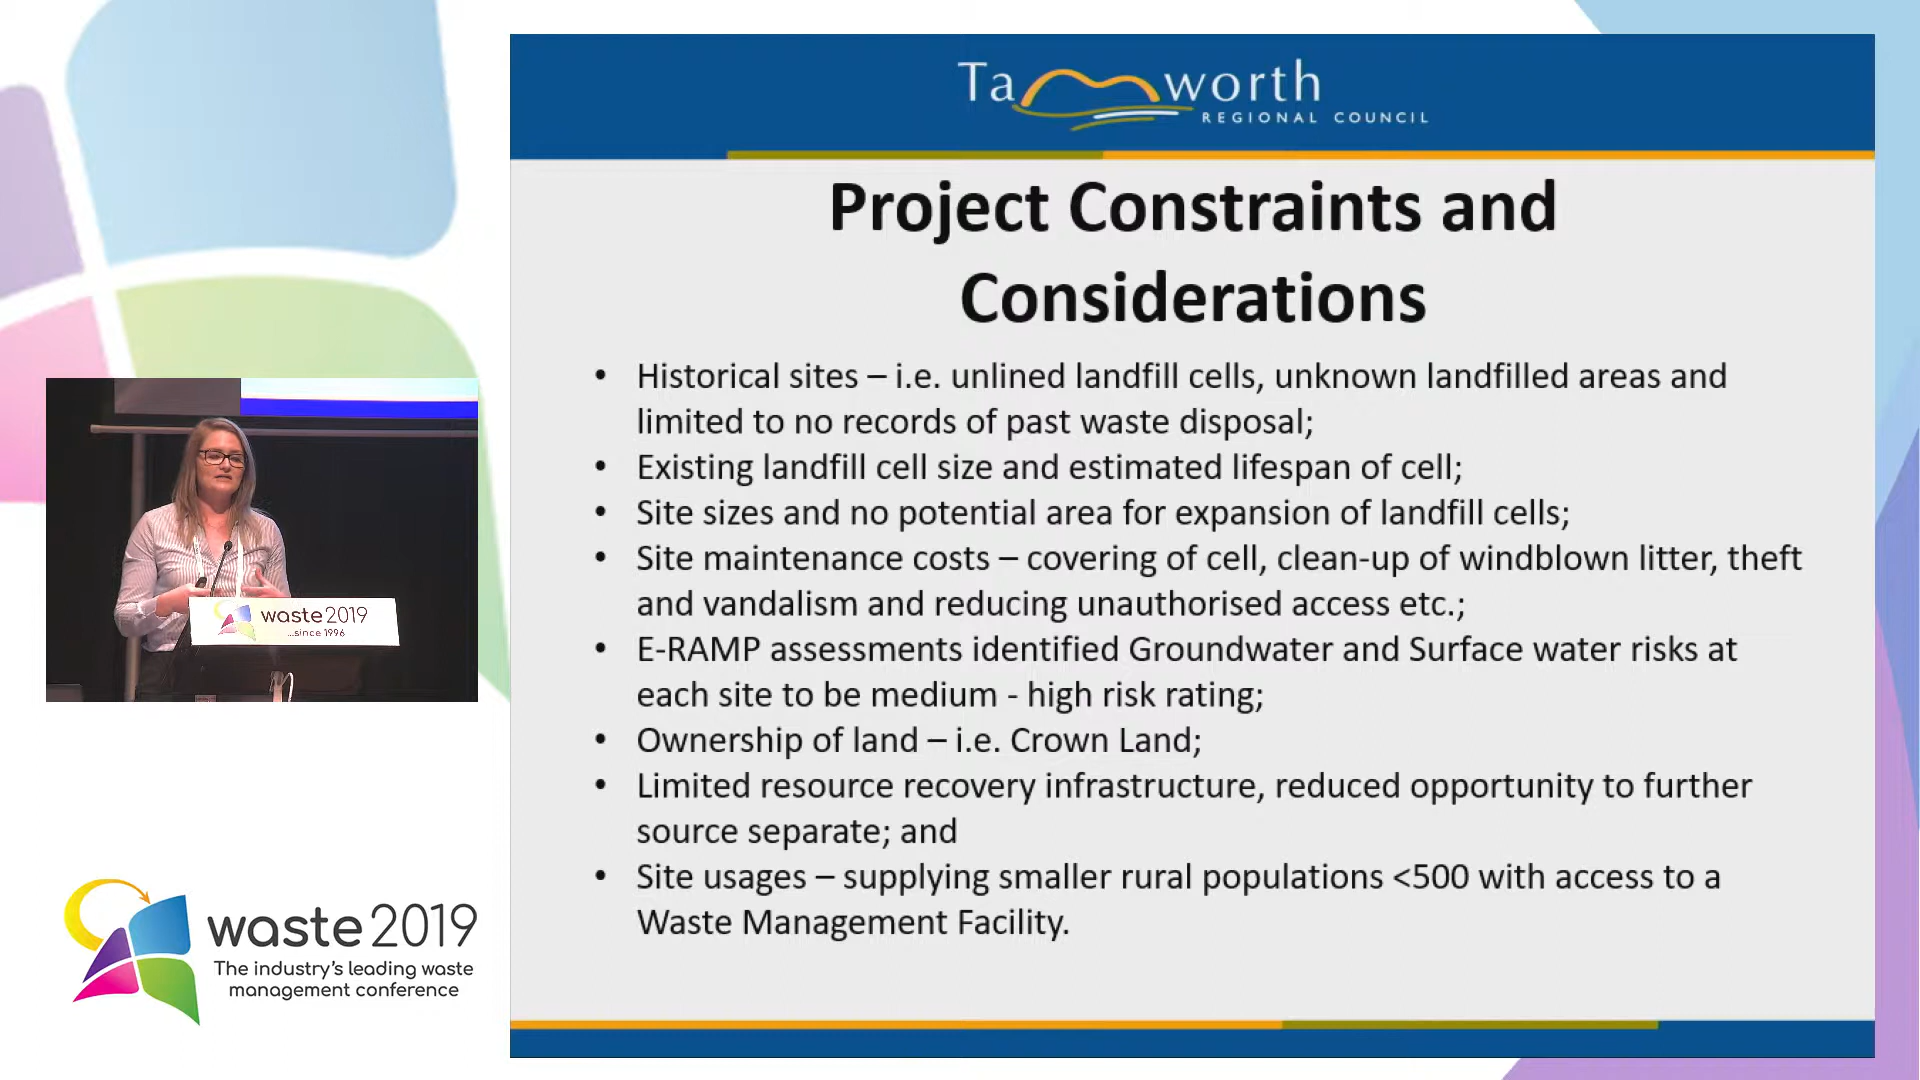 Tamworth
REGIONAL COUNCIL
Project Constraints and
Considerations
• Historical sites – i.e. unlined landfill cells, unknown landfilled areas and
limited to no records of past waste disposal;
• Existing landfill cell size and estimated lifespan of cell;
• Site sizes and no potential area for expansion of landfill cells;
• Site maintenance costs – covering of cell, clean-up of windblown litter, theft
and vandalism and reducing unauthorised access etc.;
• E-RAMP assessments identified Groundwater and Surface water risks at
each site to be medium - high risk rating;
• Ownership of land – i.e. Crown Land;
• Limited resource recovery infrastructure, reduced opportunity to further
source separate; and
• Site usages – supplying smaller rural populations <500 with access to a
Waste Management Facility.
waste2019
...since 1996
waste2019
The industry's leading waste
management conference